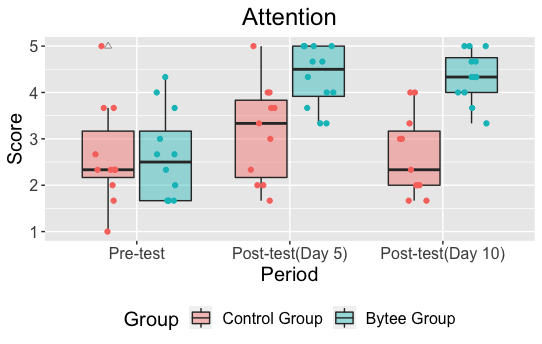 Attention
5
4
3
2
1
Score
Pre-test Post-test(Day 5) Post-test(Day 10)
Period
Group Control Group Bytee Group